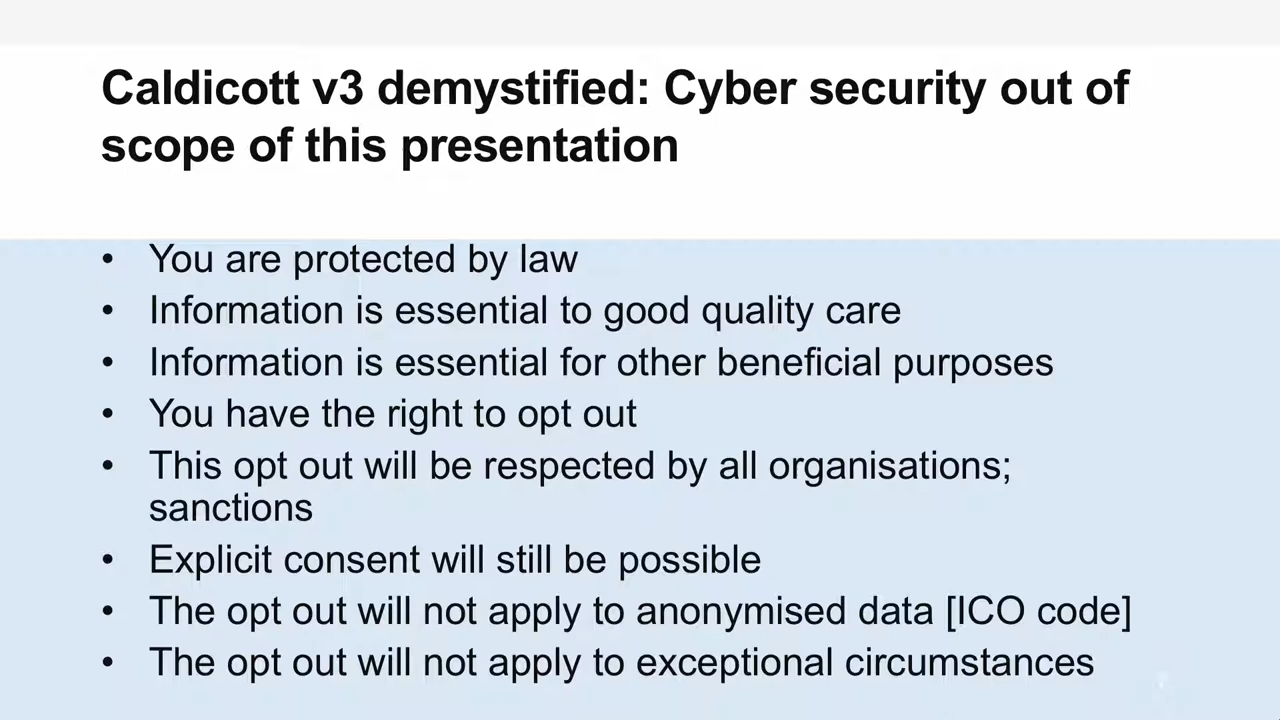 Caldicott v3 demystified: Cyber security out of
scope of this presentation
• You are protected by law
• Information is essential to good quality care
• Information is essential for other beneficial purposes
• You have the right to opt out
• This opt out will be respected by all organisations;
sanctions
• Explicit consent will still be possible
• The opt out will not apply to anonymised data [ICO code]
• The opt out will not apply to exceptional circumstances